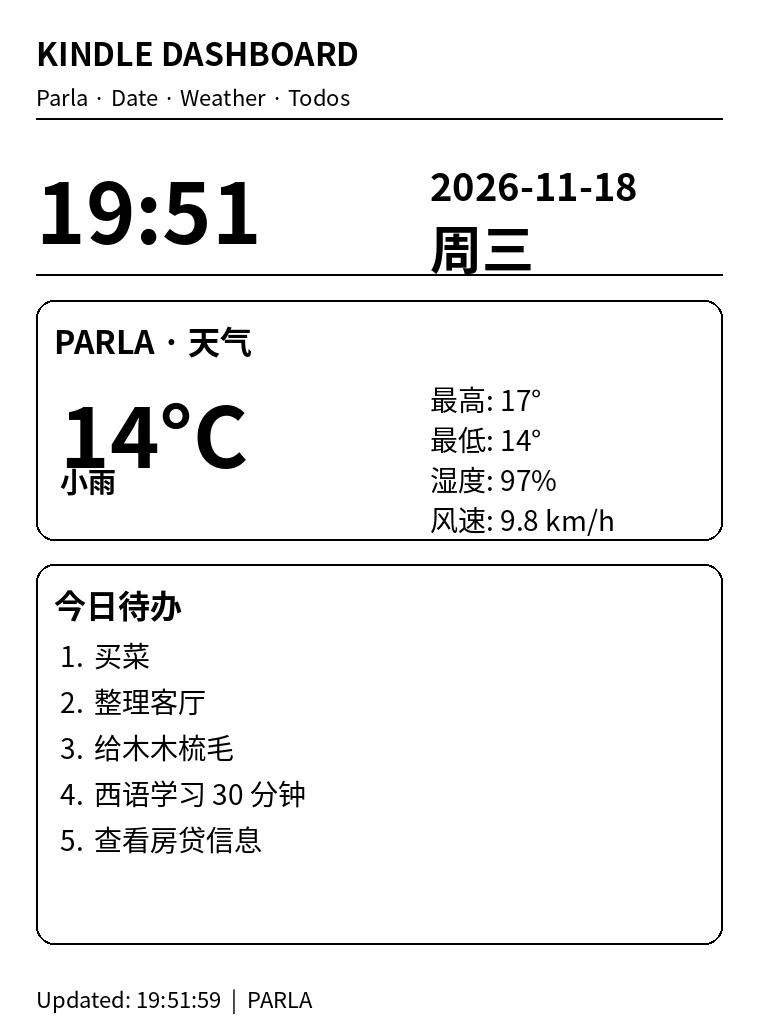 KINDLE DASHBOARD
Parla · Date · Weather · Todos
19:51
2026-11-18
周三
PARLA · 天气
14°C
小雨
最高: 17°
最低: 14°
湿度: 97%
风速: 9.8 km/h
今日待办
1. 买菜
2. 整理客厅
3. 给木木梳毛
4. 西语学习 30 分钟
5. 查看房贷信息
Updated: 19:51:59 | PARLA